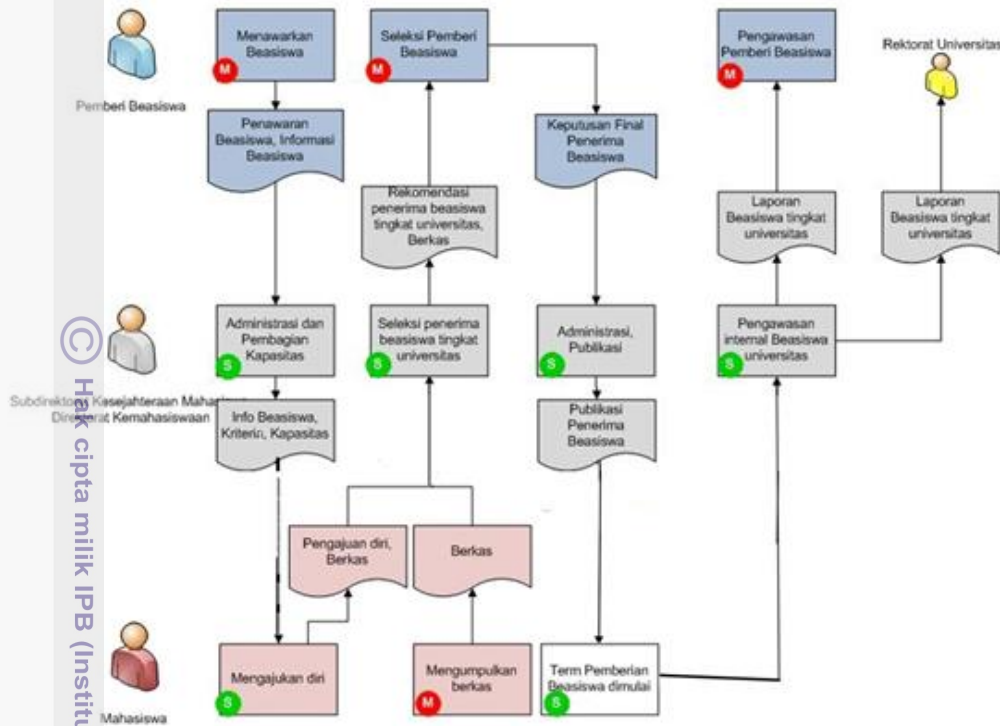 Menawarkan
Beasiswa
M
Seleksi Pemberi
Beasiswa
M
Pengawasan
Pemberi Beasiswa
M
Rektorat Universitas
Pemberi Beasiswa
Penawaran
Beasiswa, Informasi
Beasiswa
Keputusan Final
Penerima
Beasiswa
Rekomendasi
penerima beasiswa
tingkat universitas,
Berkas
Laporan
Beasiswa tingkat
universitas
Laporan
Beasiswa tingkat
universitas
Administrasi dan
Pembagian
Kapasitas
S
Seleksi penerima
beasiswa tingkat
universitas
S
Administrasi,
Publikasi
S
Pengawasan
internal Beasiswa
universitas
S
Subdirektorat Kesejahteraan
Direktorat Kemahasiswaan
Info Beasiswa,
Kriteria, Kapasitas
Publikasi
Penerima
Beasiswa
Pengajuan diri,
Berkas
Berkas
Mengajukan diri
S
Mengumpulkan
berkas
M
Term Pemberian
Beasiswa dimulai
S
Mahasiswa
© Hak cipta milik IPB